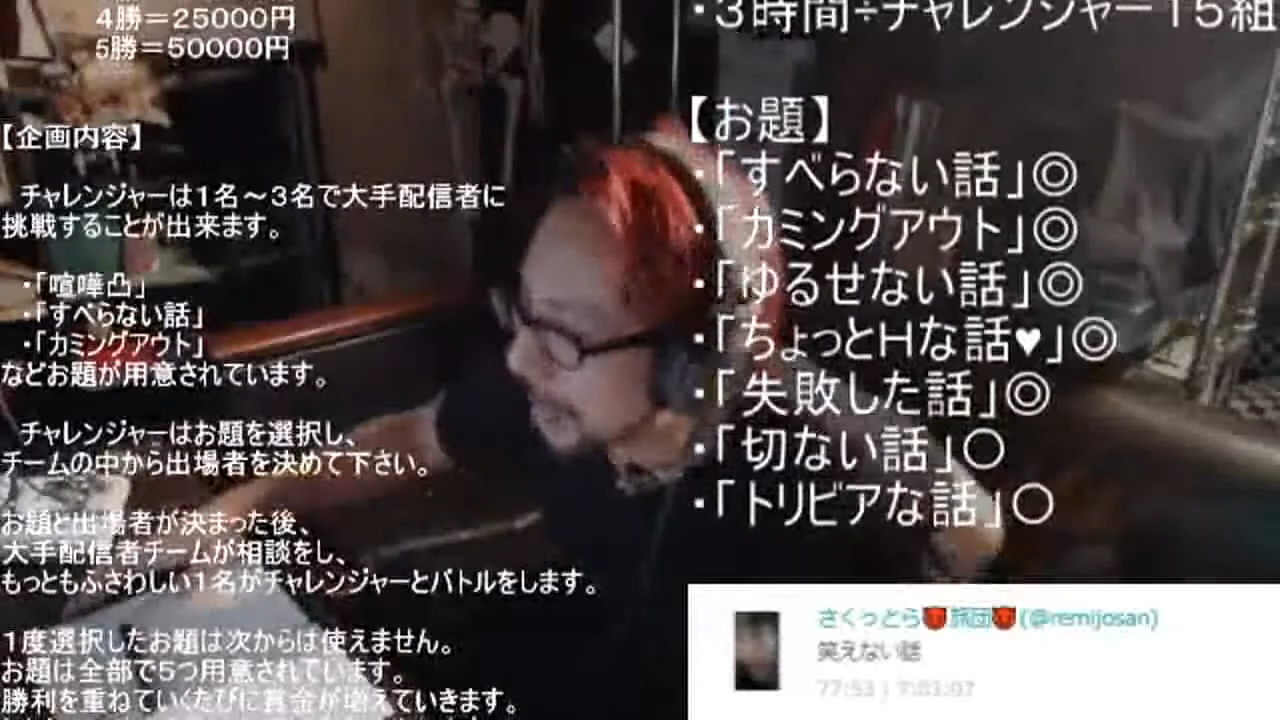 4勝＝25000円
5勝＝50000円
【企画内容】
チャレンジャーは１名～３名で大手配信者に
挑戦することが出来ます。
・「喧嘩凸」
・「すべらない話」
・「カミングアウト」
などお題が用意されています。
チャレンジャーはお題を選択し、
チームの中から出場者を決めて下さい。
お題と出場者が決まった後、
大手配信者チームが相談をし、
もっともふさわしい１名がチャレンジャーとバトルをします。
１度選択したお題は次からは使えません。
お題は全部で５つ用意されています。
勝利を重ねていくたびに賞金が増えていきます。
・３時間÷チャレンジャー１５組
【お題】
・「すべらない話」◎
・「カミングアウト」◎
・「ゆるせない話」◎
・「ちょっとHな話♥」◎
・「失敗した話」◎
・「切ない話」〇
・「トリビアな話」〇
さくっとら👹旅団👹(@remijosan)
笑えない話
77:53 | 7:03:07